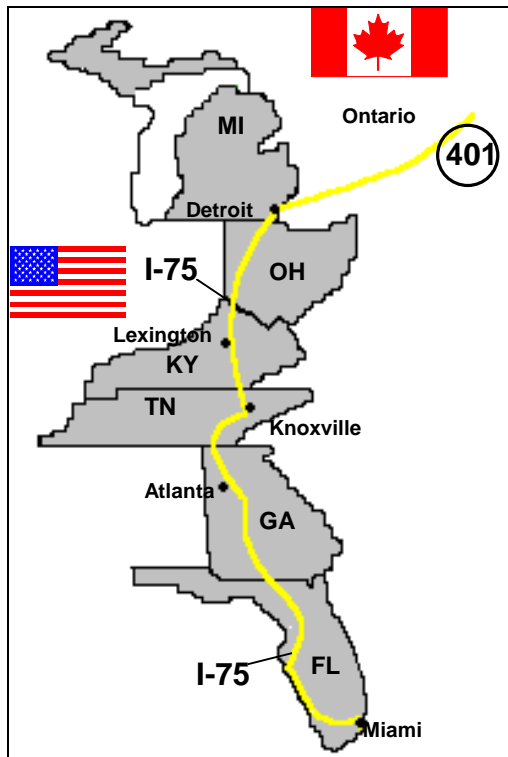 MI
Ontario
401
Detroit
I-75
OH
Lexington
KY
TN
Knoxville
Atlanta
GA
FL
I-75
Miami